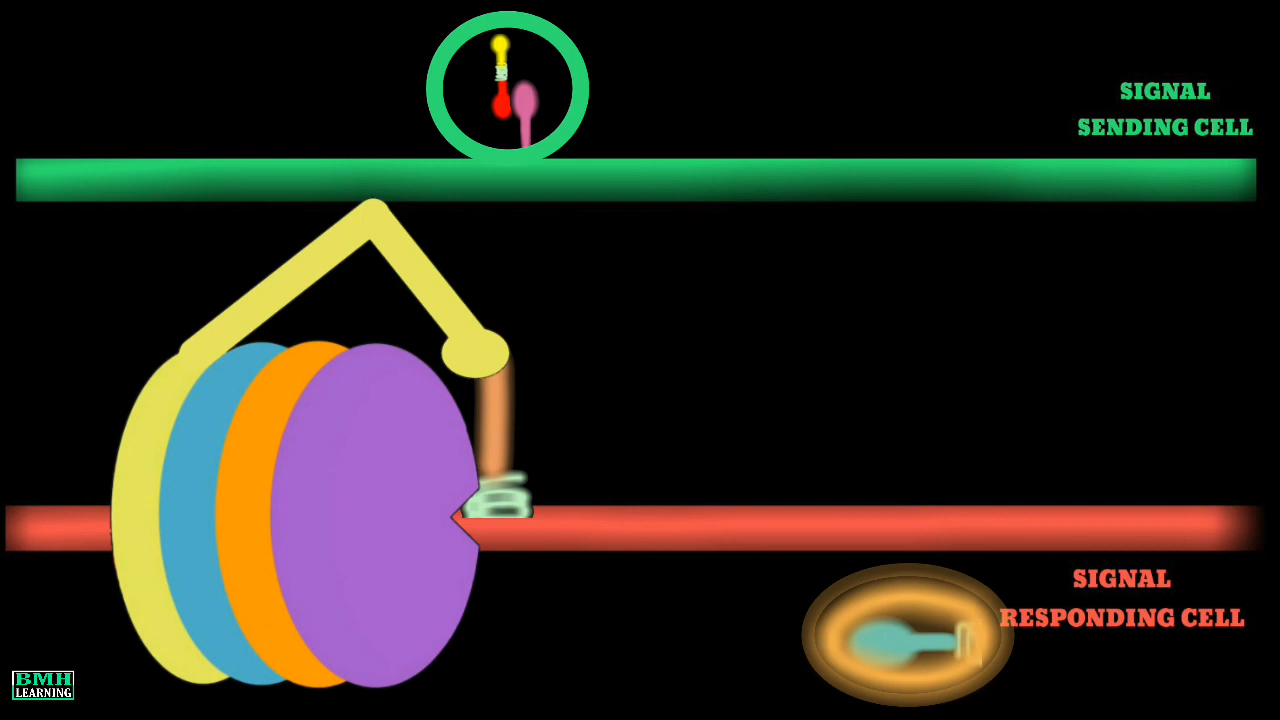 SIGNAL
SENDING CELL
SIGNAL
RESPONDING CELL
BMH
LEARNING